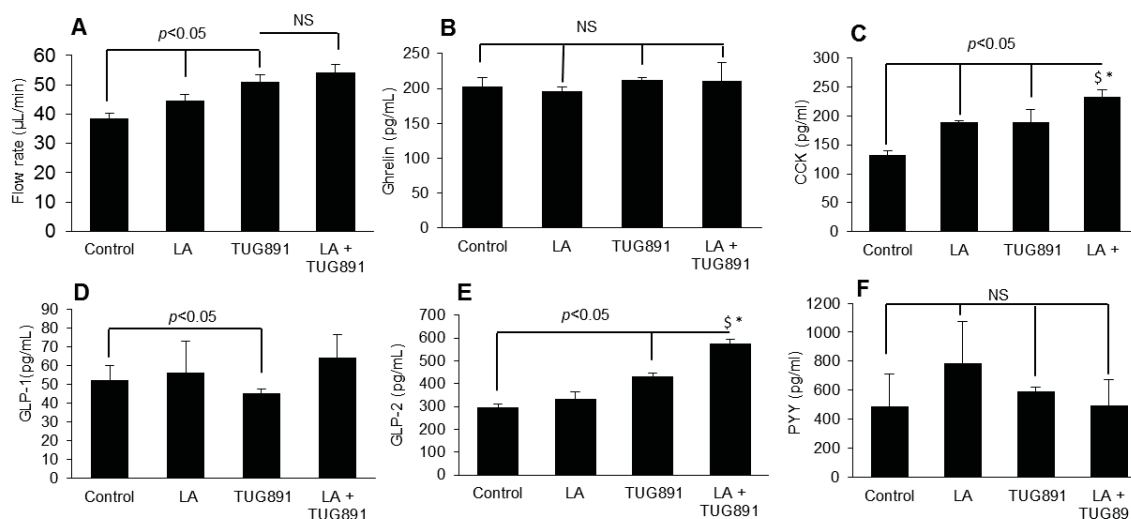 A
NS
p<0.05
Flow rate (µL/min)
60
50
40
30
20
10
0
Control LA TUG891 LA +
TUG891
B
NS
Ghrelin (pg/mL)
250
200
150
100
50
0
Control LA TUG891 LA +
TUG891
C
p<0.05
$ *
CCK (pg/ml)
300
250
200
150
100
50
0
Control LA TUG891 LA +
D
p<0.05
GLP-1(pg/mL)
90
80
70
60
50
40
30
20
10
0
Control LA TUG891 LA +
TUG891
E
p<0.05
$ *
GLP-2 (pg/mL)
700
600
500
400
300
200
100
0
Control LA TUG891 LA +
TUG891
F
NS
PYY (pg/ml)
1200
1000
800
600
400
200
0
Control LA TUG891 LA +
TUG89